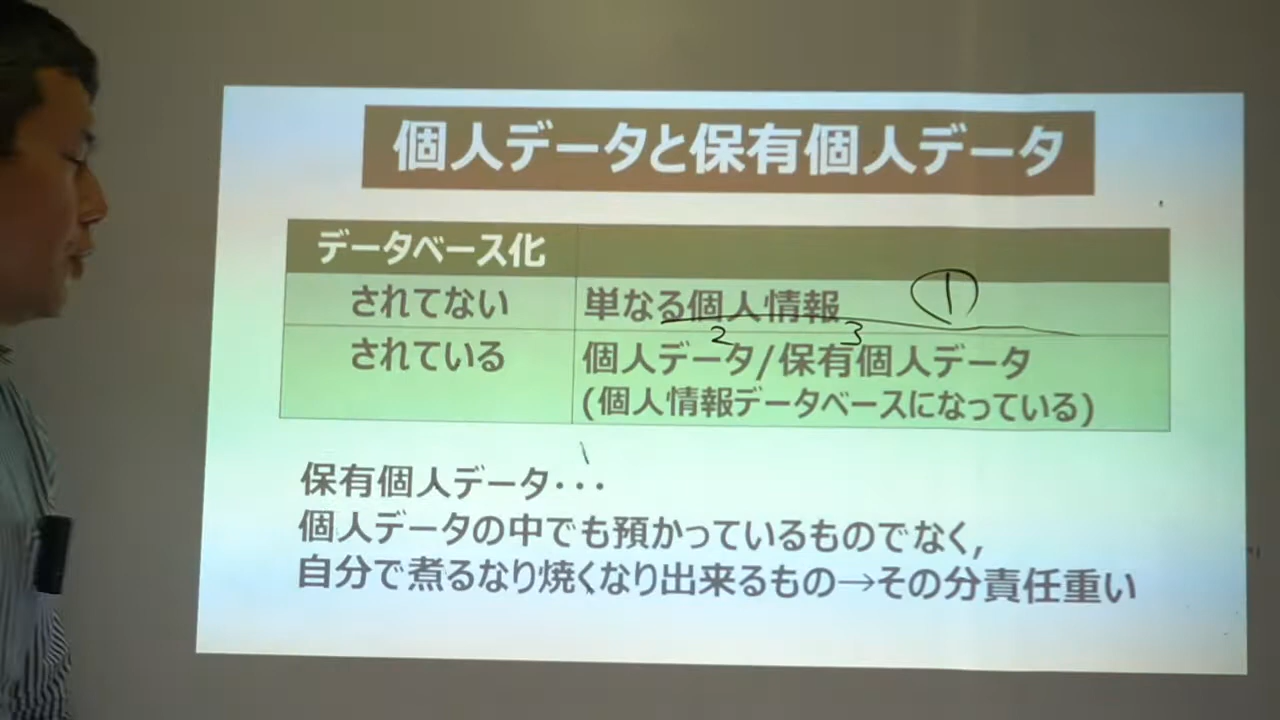 個人データと保有個人データ
データベース化
されてない 単なる個人情報 ①
2 3
されている 個人データ/保有個人データ
(個人情報データベースになっている)
保有個人データ・・・
個人データの中でも預かっているものでなく,
自分で煮るなり焼くなり出来るもの→その分責任重い